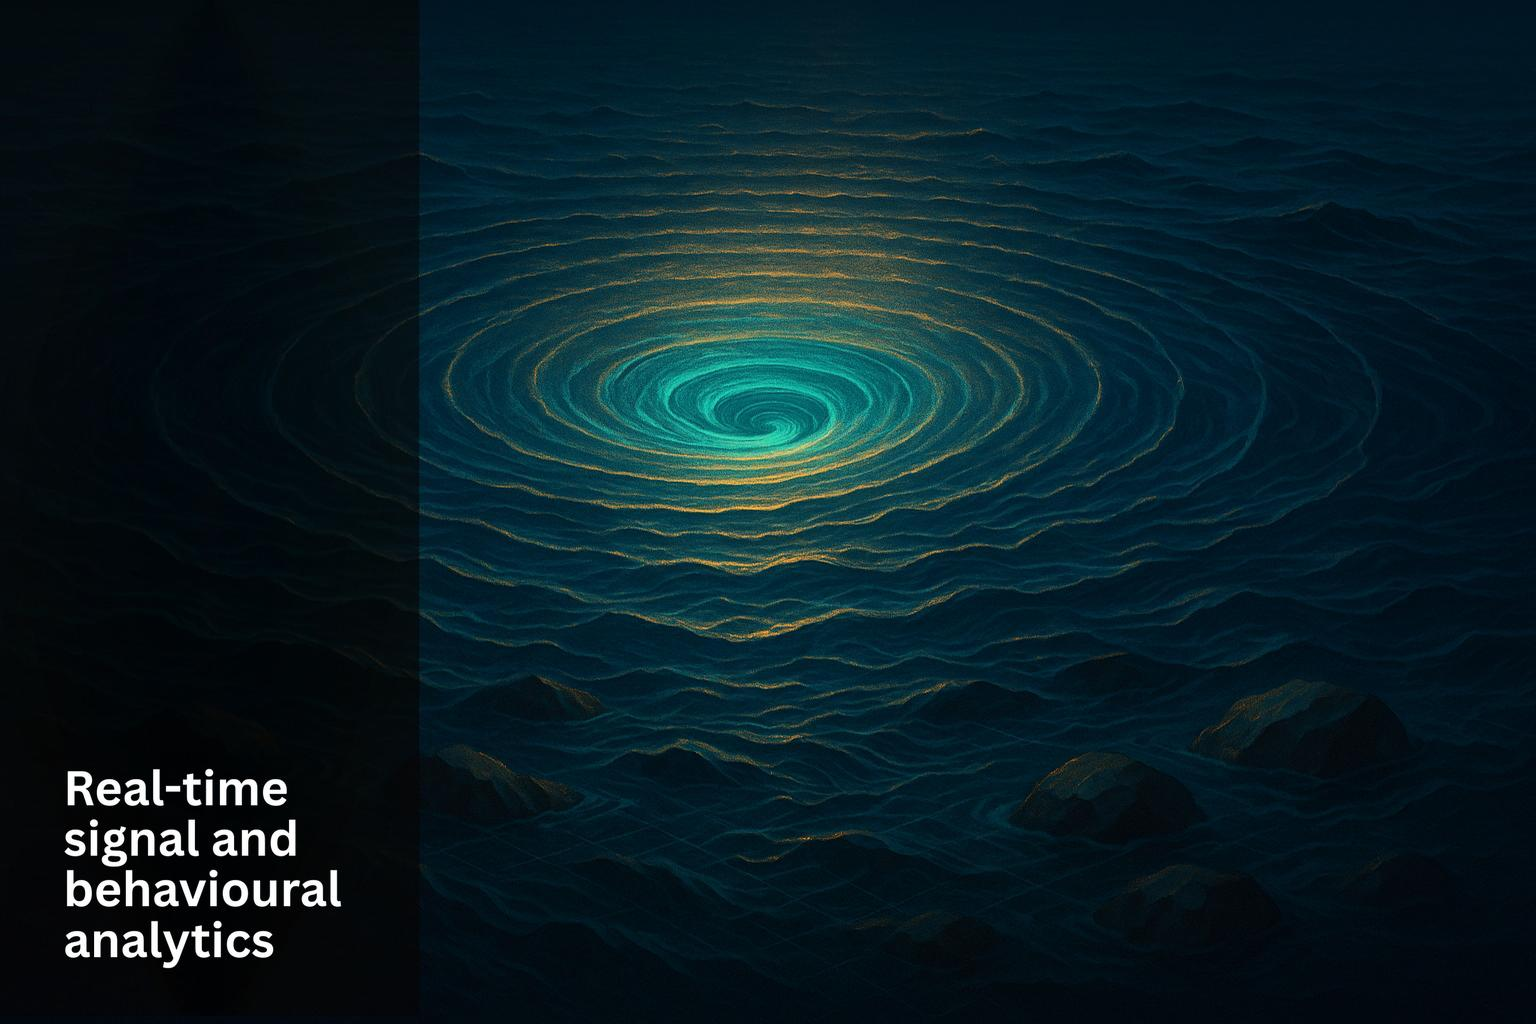 Real-time
signal and
behavioural
analytics